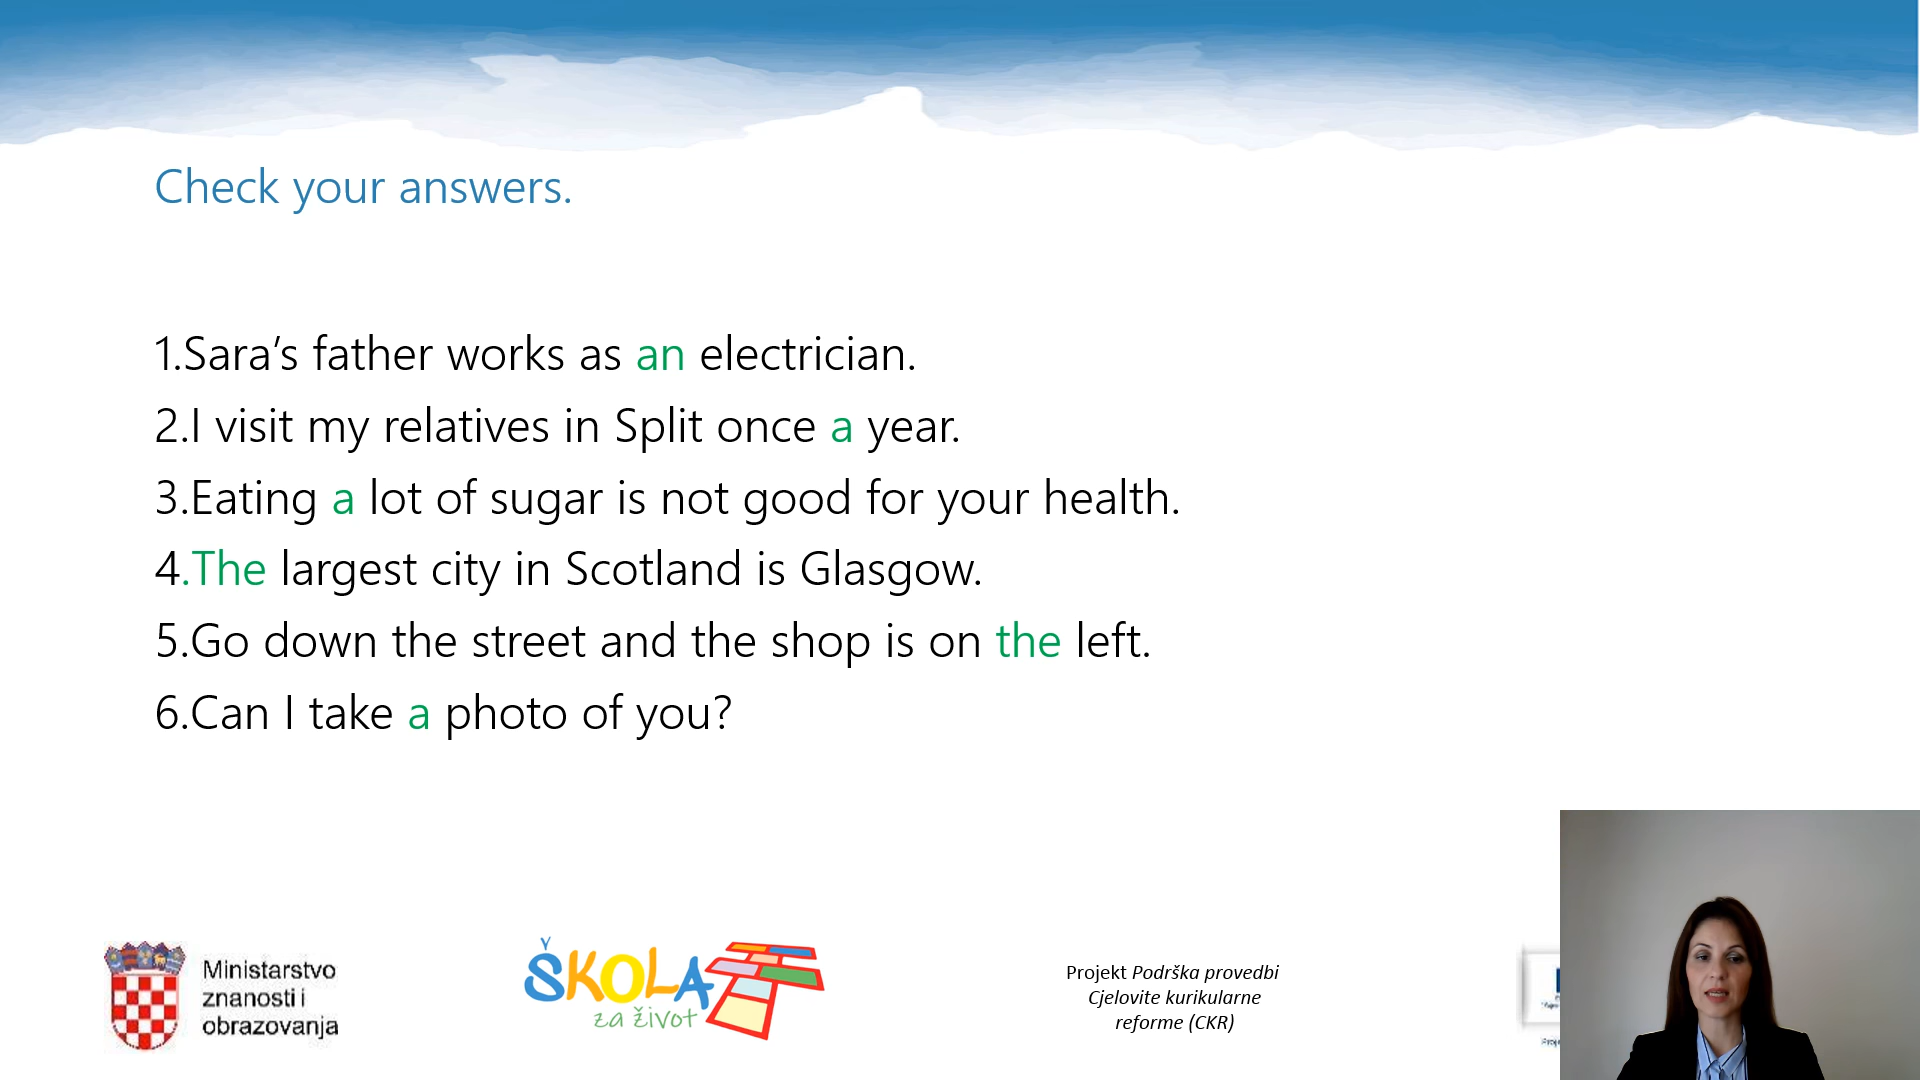 Check your answers.
1.Sara’s father works as an electrician.
2.I visit my relatives in Split once a year.
3.Eating a lot of sugar is not good for your health.
4.The largest city in Scotland is Glasgow.
5.Go down the street and the shop is on the left.
6.Can I take a photo of you?
Ministarstvo
znanosti i
obrazovanja
ŠKOLA
za život
Projekt Podrška provedbi
Cjelovite kurikularne
reforme (CKR)